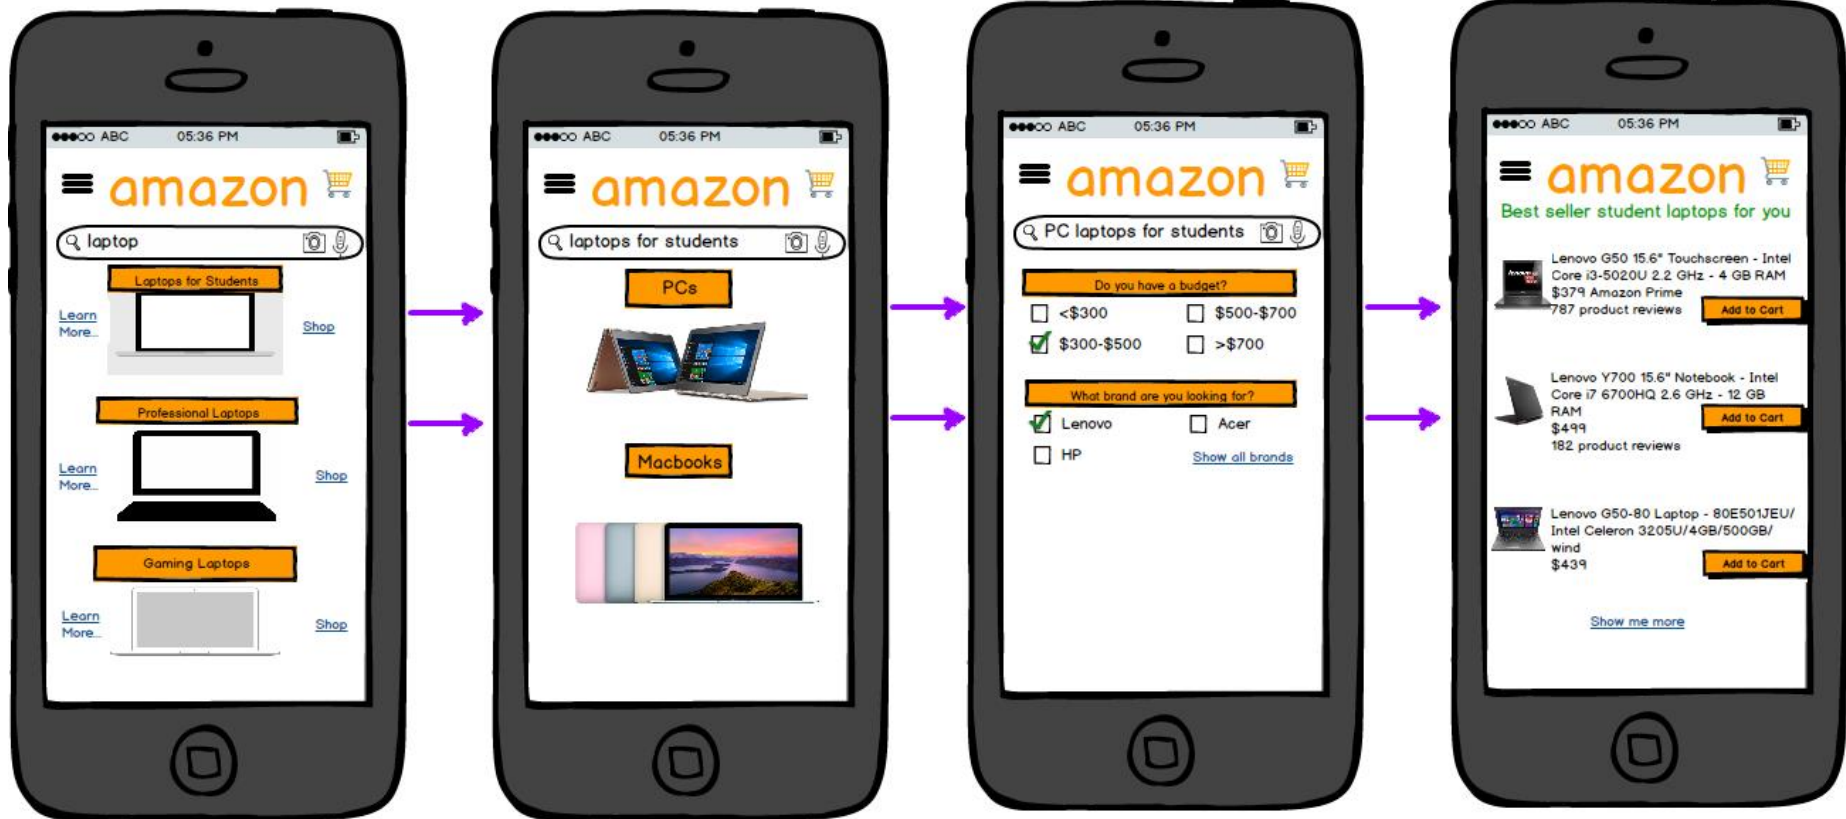 ABC 05:36 PM
amazon
laptop
Laptops for Students
Learn
More...
Shop
Professional Laptops
Learn
More...
Shop
Gaming Laptops
Learn
More...
Shop
ABC 05:36 PM
amazon
laptops for students
PCs
Macbooks
ABC 05:36 PM
amazon
PC laptops for students
Do you have a budget?
<$300 $500-$700
$300-$500 >$700
What brand are you looking for?
Lenovo Acer
HP Show all brands
ABC 05:36 PM
amazon
Best seller student laptops for you
Lenovo G50 15.6" Touchscreen - Intel
Core i3-5020U 2.2 GHz - 4 GB RAM
$379 Amazon Prime
787 product reviews Add to Cart
Lenovo Y700 15.6" Notebook - Intel
Core i7 6700HQ 2.6 GHz - 12 GB
RAM
Add to Cart
$499
182 product reviews
Lenovo G50-80 Laptop - 80E501JEU/
Intel Celeron 3205U/4GB/500GB/
wind
$439 Add to Cart
Show me more